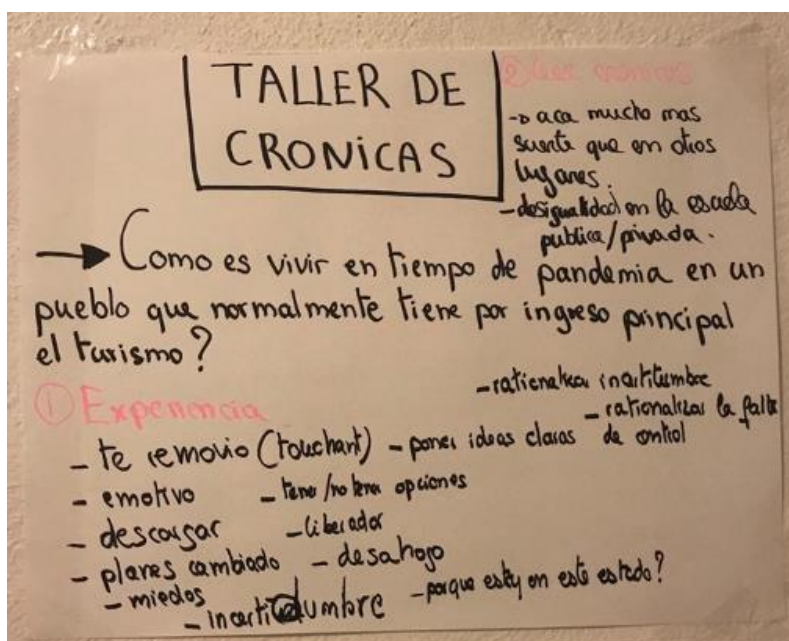 TALLER DE
CRONICAS
② Leer cronicas
-> aca mucho mas
suerte que en otros
lugares.
- desigualdad en la escuela
publica/privada.
→ Como es vivir en tiempo de pandemia en un
pueblo que normalmente tiene por ingreso principal
el turismo?
① Experiencia
- te removio (touchant)
- emotivo
- descargar
- planes cambiado
- miedos
- incertidumbre
- poner ideas claras
- tener/no tener opciones
- liberador
- desahogo
- porque estoy en este estado?
- rationalizar incertitumbre
- rationalizar la falta
de control